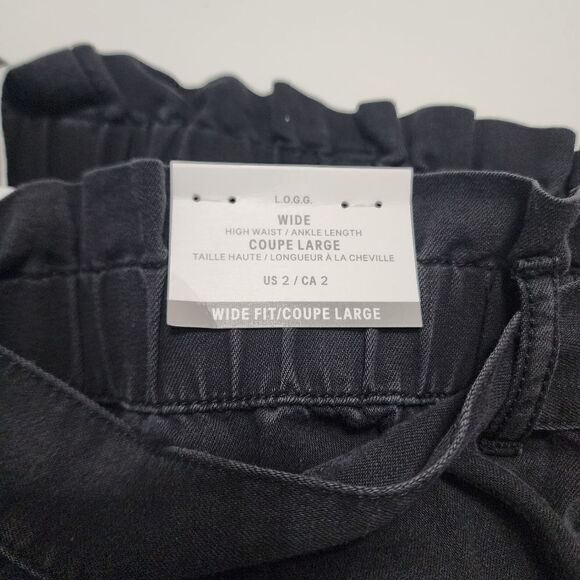 L.O.G.G.
WIDE
HIGH WAIST / ANKLE LENGTH
COUPE LARGE
TAILLE HAUTE / LONGUEUR À LA CHEVILLE
US 2 / CA 2
WIDE FIT/COUPE LARGE